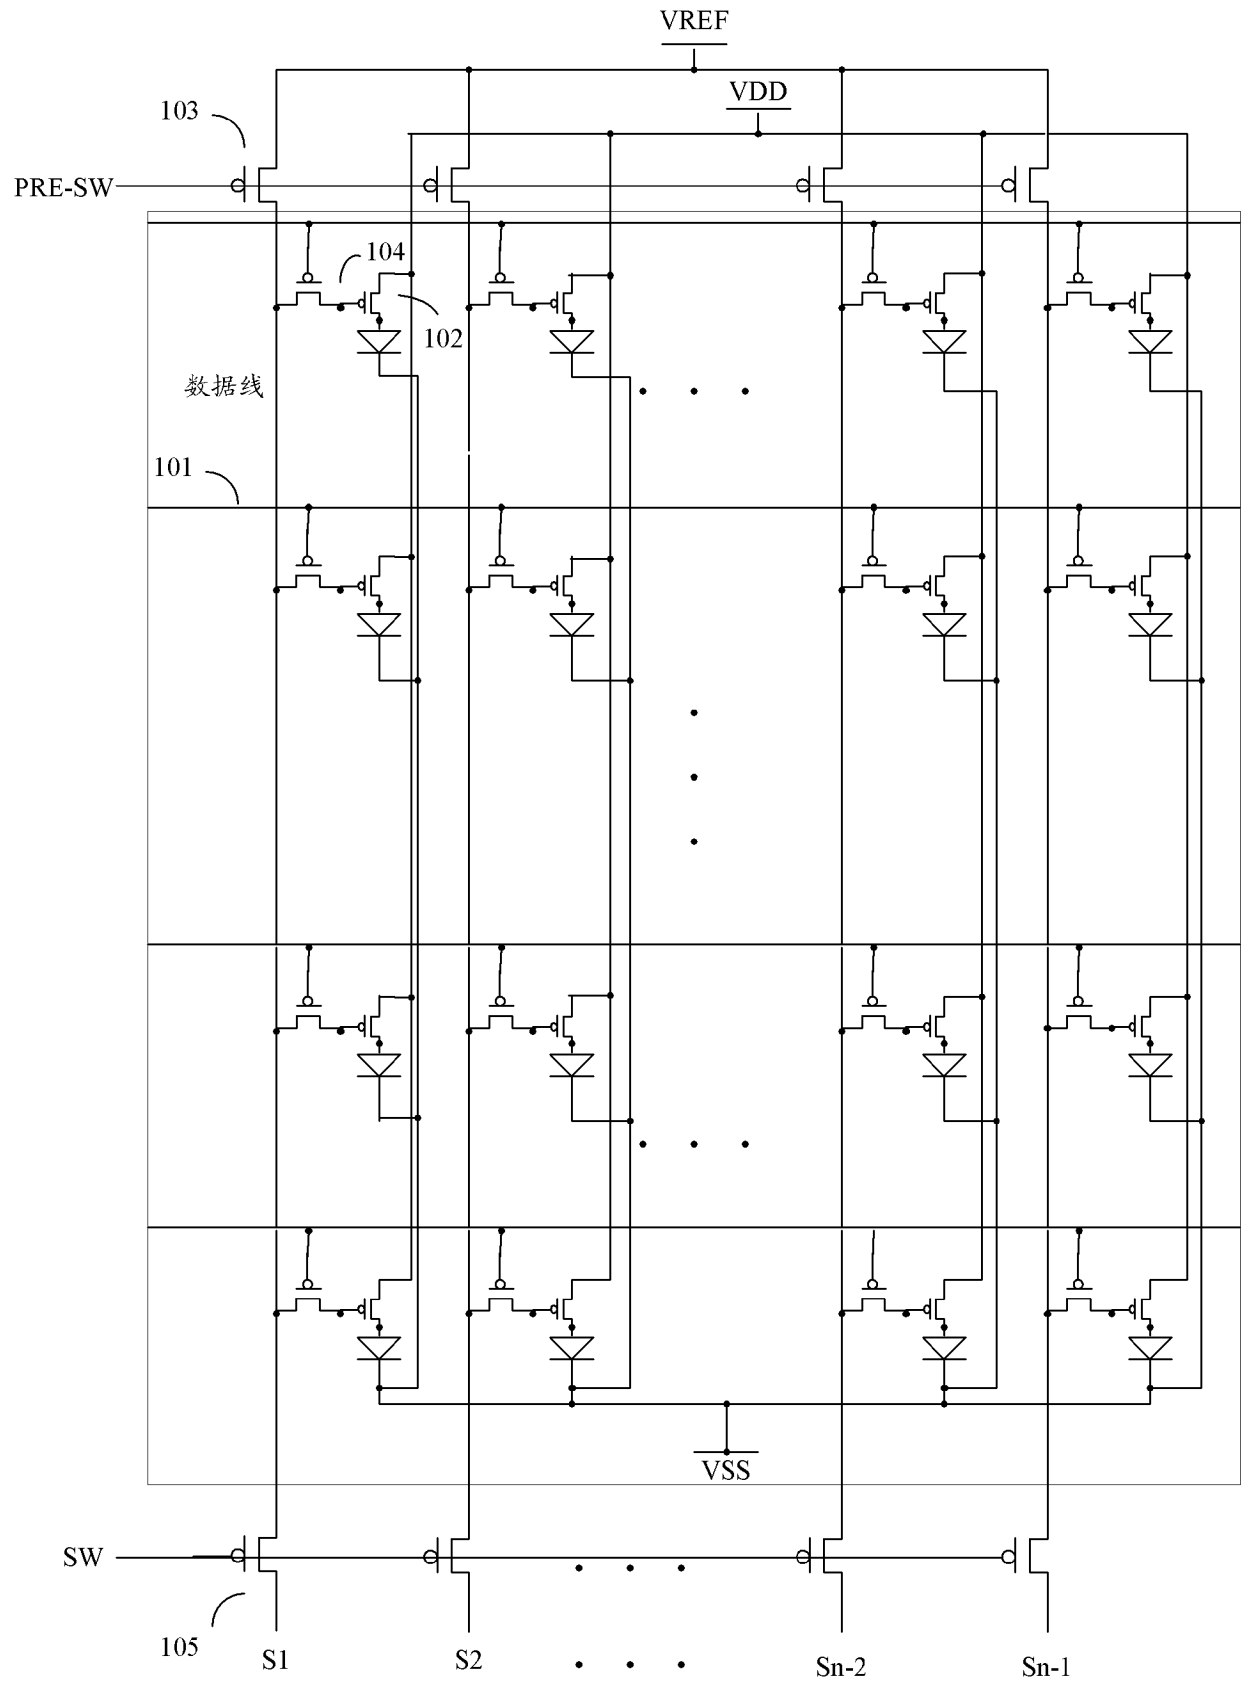 VREF
VDD
103
PRE-SW
104
102
数据线
101
VSS
SW
105
S1
S2
Sn-2
Sn-1